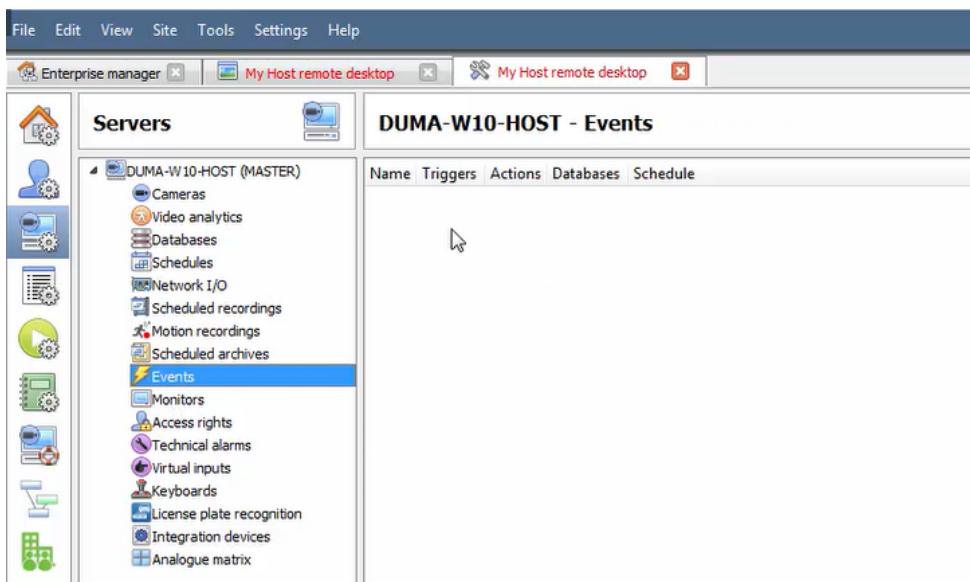 File Edit View Site Tools Settings Help
Enterprise manager My Host remote desktop My Host remote desktop
Servers
DUMA-W10-HOST - Events
DUMA-W10-HOST (MASTER)
Cameras
Video analytics
Databases
Schedules
Network I/O
Scheduled recordings
Motion recordings
Scheduled archives
Events
Monitors
Access rights
Technical alarms
Virtual inputs
Keyboards
License plate recognition
Integration devices
Analogue matrix
Name Triggers Actions Databases Schedule